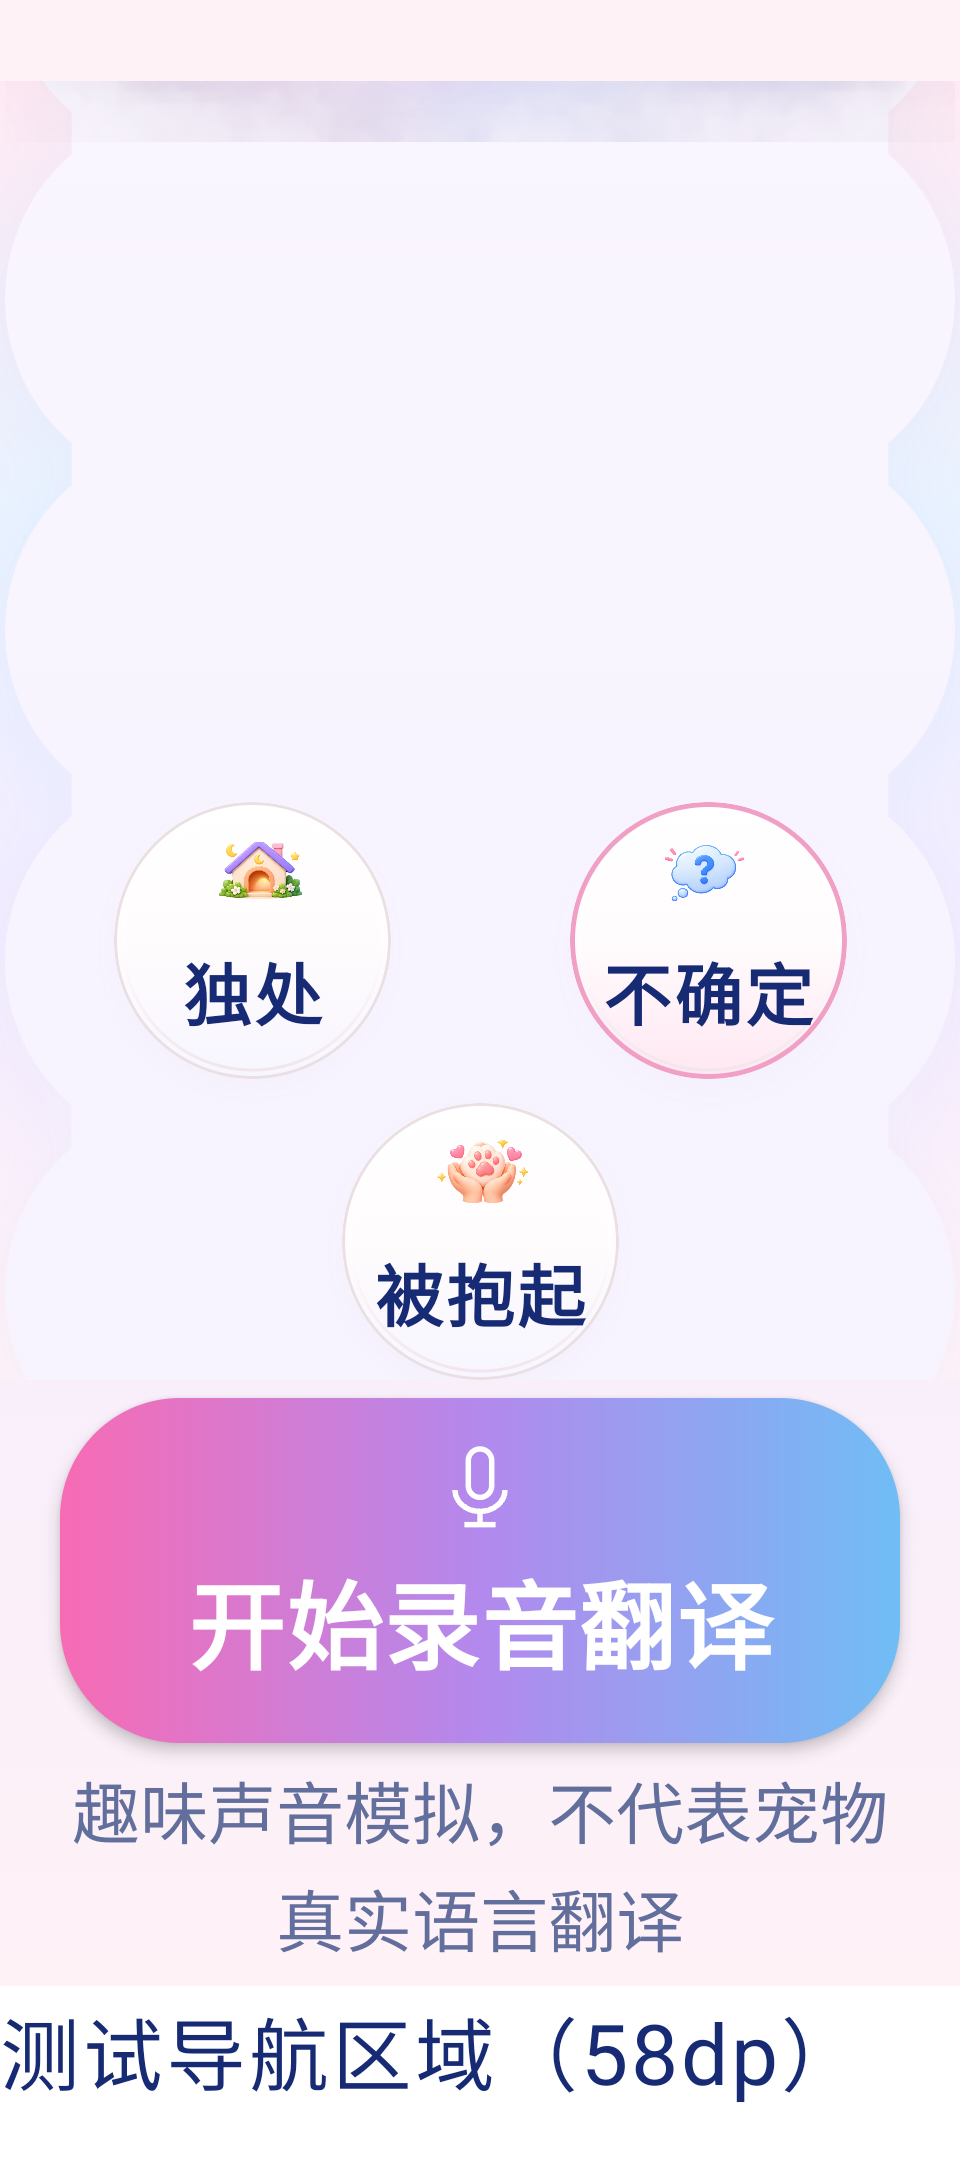 独处
不确定
被抱起
开始录音翻译
趣味声音模拟，不代表宠物
真实语言翻译
测试导航区域（58dp）